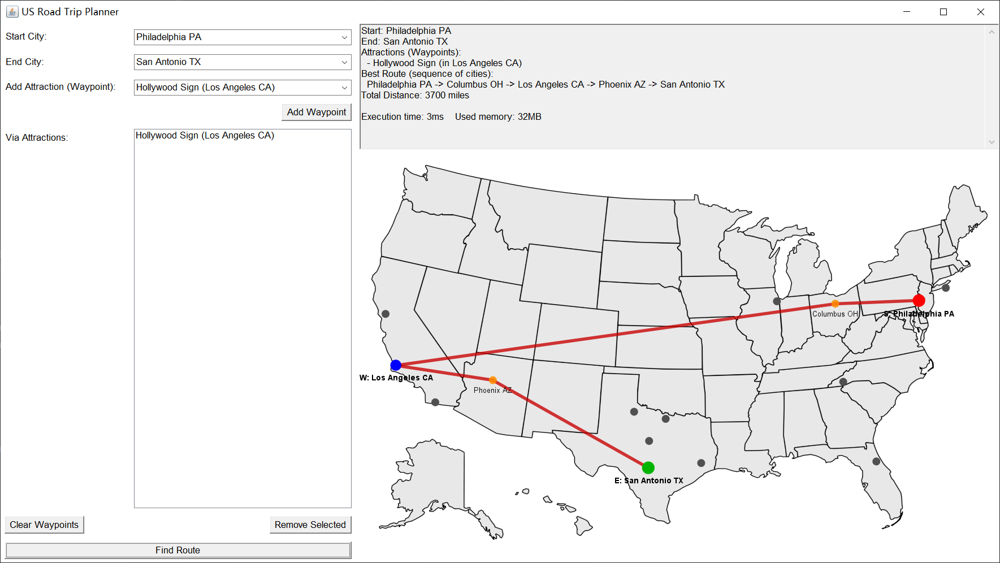 US Road Trip Planner
Start City:
Philadelphia PA
End City:
San Antonio TX
Add Attraction (Waypoint):
Hollywood Sign (Los Angeles CA)
Add Waypoint
Via Attractions:
Hollywood Sign (Los Angeles CA)
Clear Waypoints
Remove Selected
Find Route
Start: Philadelphia PA
End: San Antonio TX
Attractions (Waypoints):
- Hollywood Sign (in Los Angeles CA)
Best Route (sequence of cities):
Philadelphia PA -> Columbus OH -> Los Angeles CA -> Phoenix AZ -> San Antonio TX
Total Distance: 3700 miles
Execution time: 3ms    Used memory: 32MB
Columbus OH
S: Philadelphia PA
W: Los Angeles CA
Phoenix AZ
E: San Antonio TX